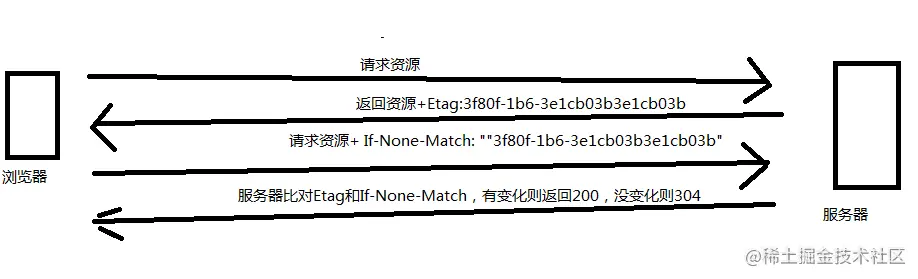 请求资源
返回资源+Etag:3f80f-1b6-3e1cb03b3e1cb03b
请求资源+ If-None-Match: ""3f80f-1b6-3e1cb03b3e1cb03b"
浏览器
服务器比对Etag和If-None-Match，有变化则返回200，没变化则304
服务器
@稀土掘金技术社区